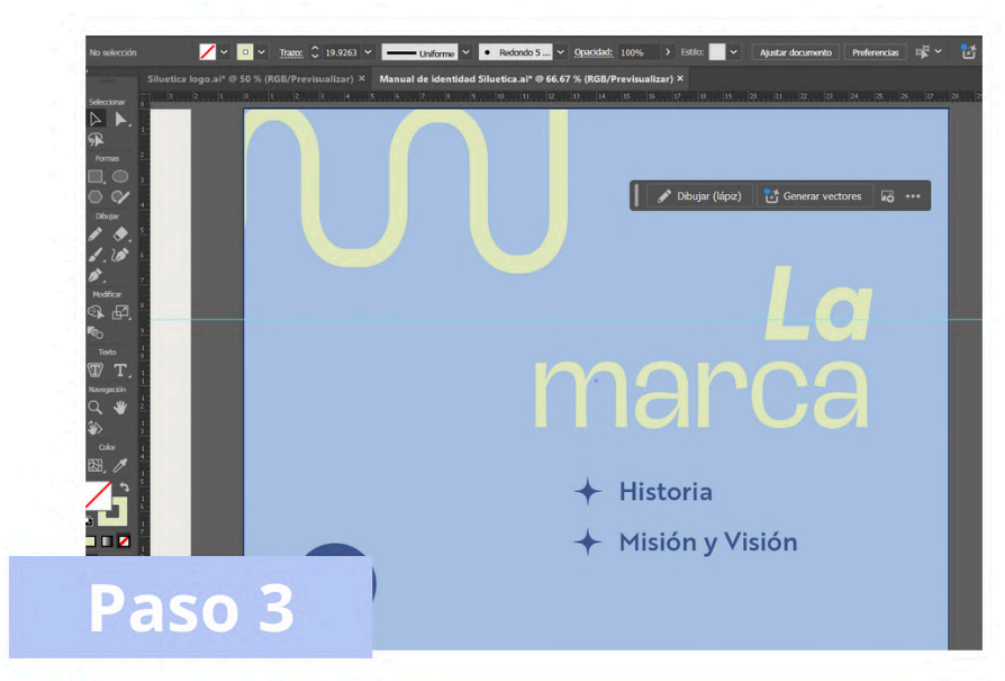 No selección Trazo: 19.9263 Uniforme Redondo 5 ... Opacidad: 100% Estilo: Ajustar documento Preferencias
Siluetica logo.ai* @ 50 % (RGB/Previsualizar) × Manual de identidad Siluetica.ai* @ 66.67 % (RGB/Previsualizar) ×
Seleccionar
Formas
Dibujar
Modificar
Texto
Navegación
Color
Dibujar (lápiz) Generar vectores
La
marca
Historia
Misión y Visión
Paso 3